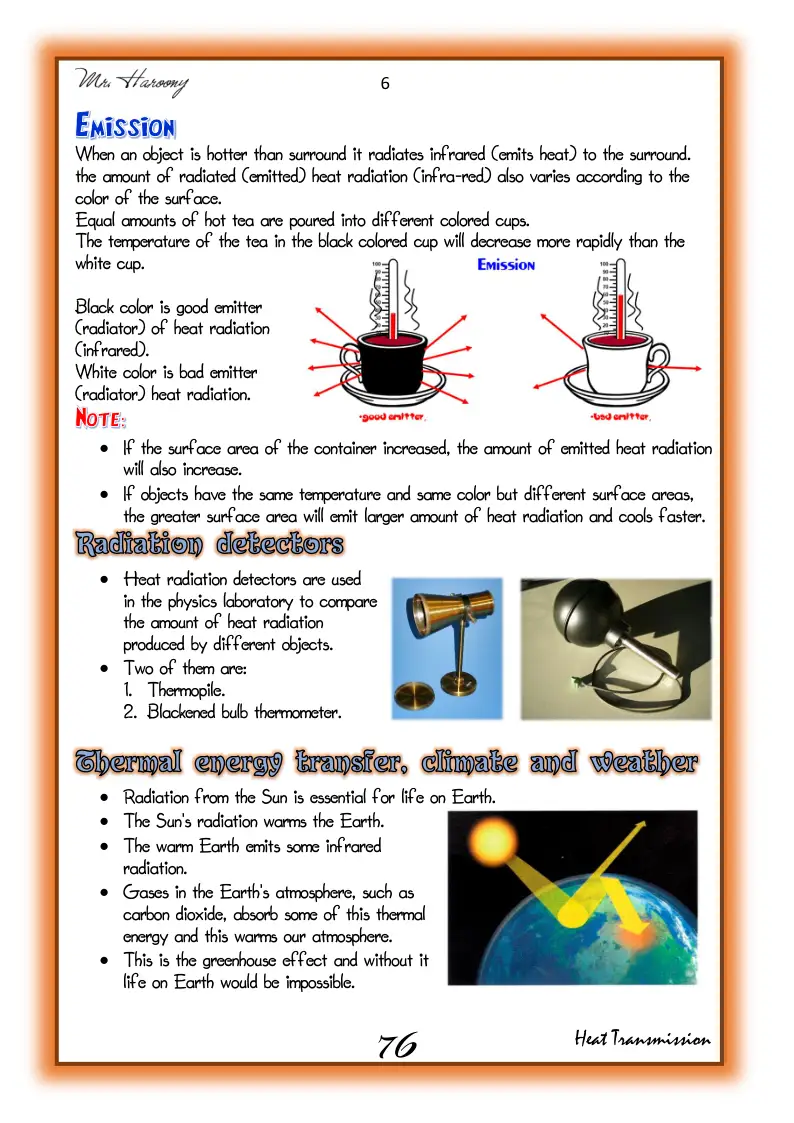 Mr. Haroony
6
Emission
When an object is hotter than surround it radiates infrared (emits heat) to the surround.
the amount of radiated (emitted) heat radiation (infra-red) also varies according to the
color of the surface.
Equal amounts of hot tea are poured into different colored cups.
The temperature of the tea in the black colored cup will decrease more rapidly than the
white cup.
Emission
Black color is good emitter
(radiator) of heat radiation
(infrared).
White color is bad emitter
(radiator) heat radiation.
•good emitter.
•bad emitter.
Note:
• If the surface area of the container increased, the amount of emitted heat radiation
will also increase.
• If objects have the same temperature and same color but different surface areas,
the greater surface area will emit larger amount of heat radiation and cools faster.
Radiation detectors
• Heat radiation detectors are used
in the physics laboratory to compare
the amount of heat radiation
produced by different objects.
• Two of them are:
1. Thermopile.
2. Blackened bulb thermometer.
Thermal energy transfer, climate and weather
• Radiation from the Sun is essential for life on Earth.
• The Sun's radiation warms the Earth.
• The warm Earth emits some infrared
radiation.
• Gases in the Earth's atmosphere, such as
carbon dioxide, absorb some of this thermal
energy and this warms our atmosphere.
• This is the greenhouse effect and without it
life on Earth would be impossible.
76
Heat Transmission